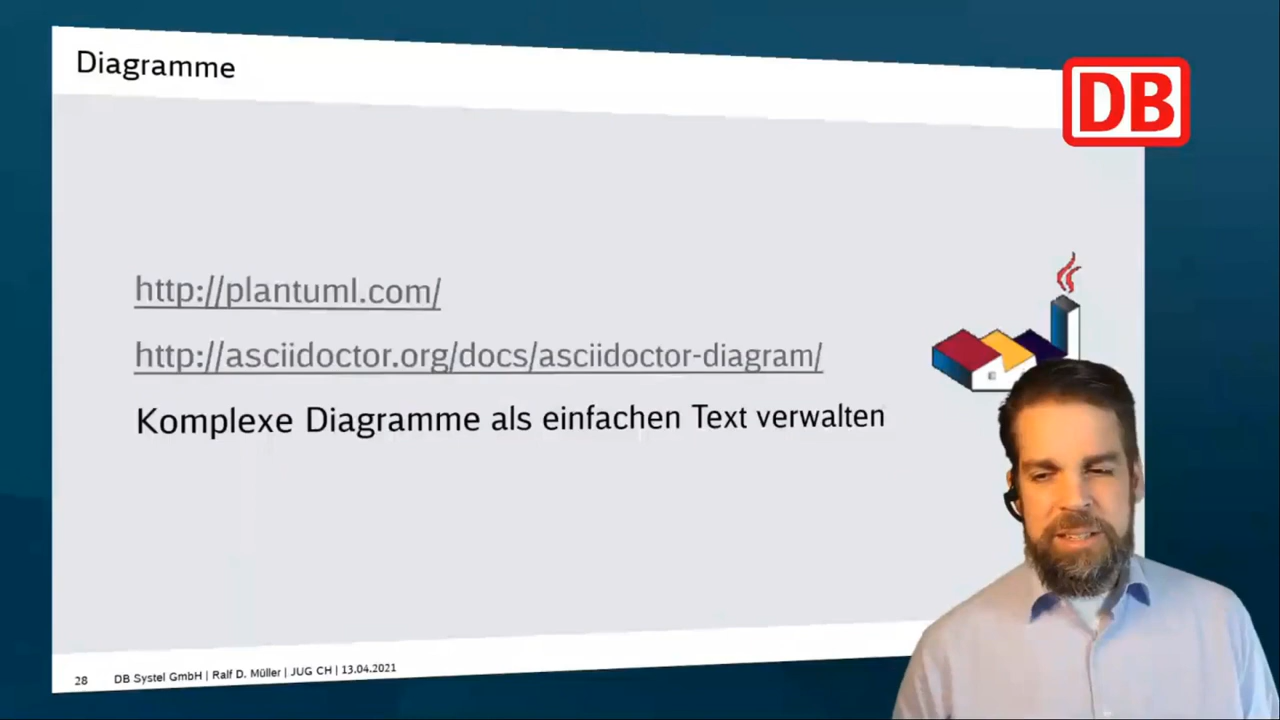 Diagramme
DB
http://plantuml.com/
http://asciidoctor.org/docs/asciidoctor-diagram/
Komplexe Diagramme als einfachen Text verwalten
28 DB Systel GmbH | Ralf D. Müller | JUG CH | 13.04.2021